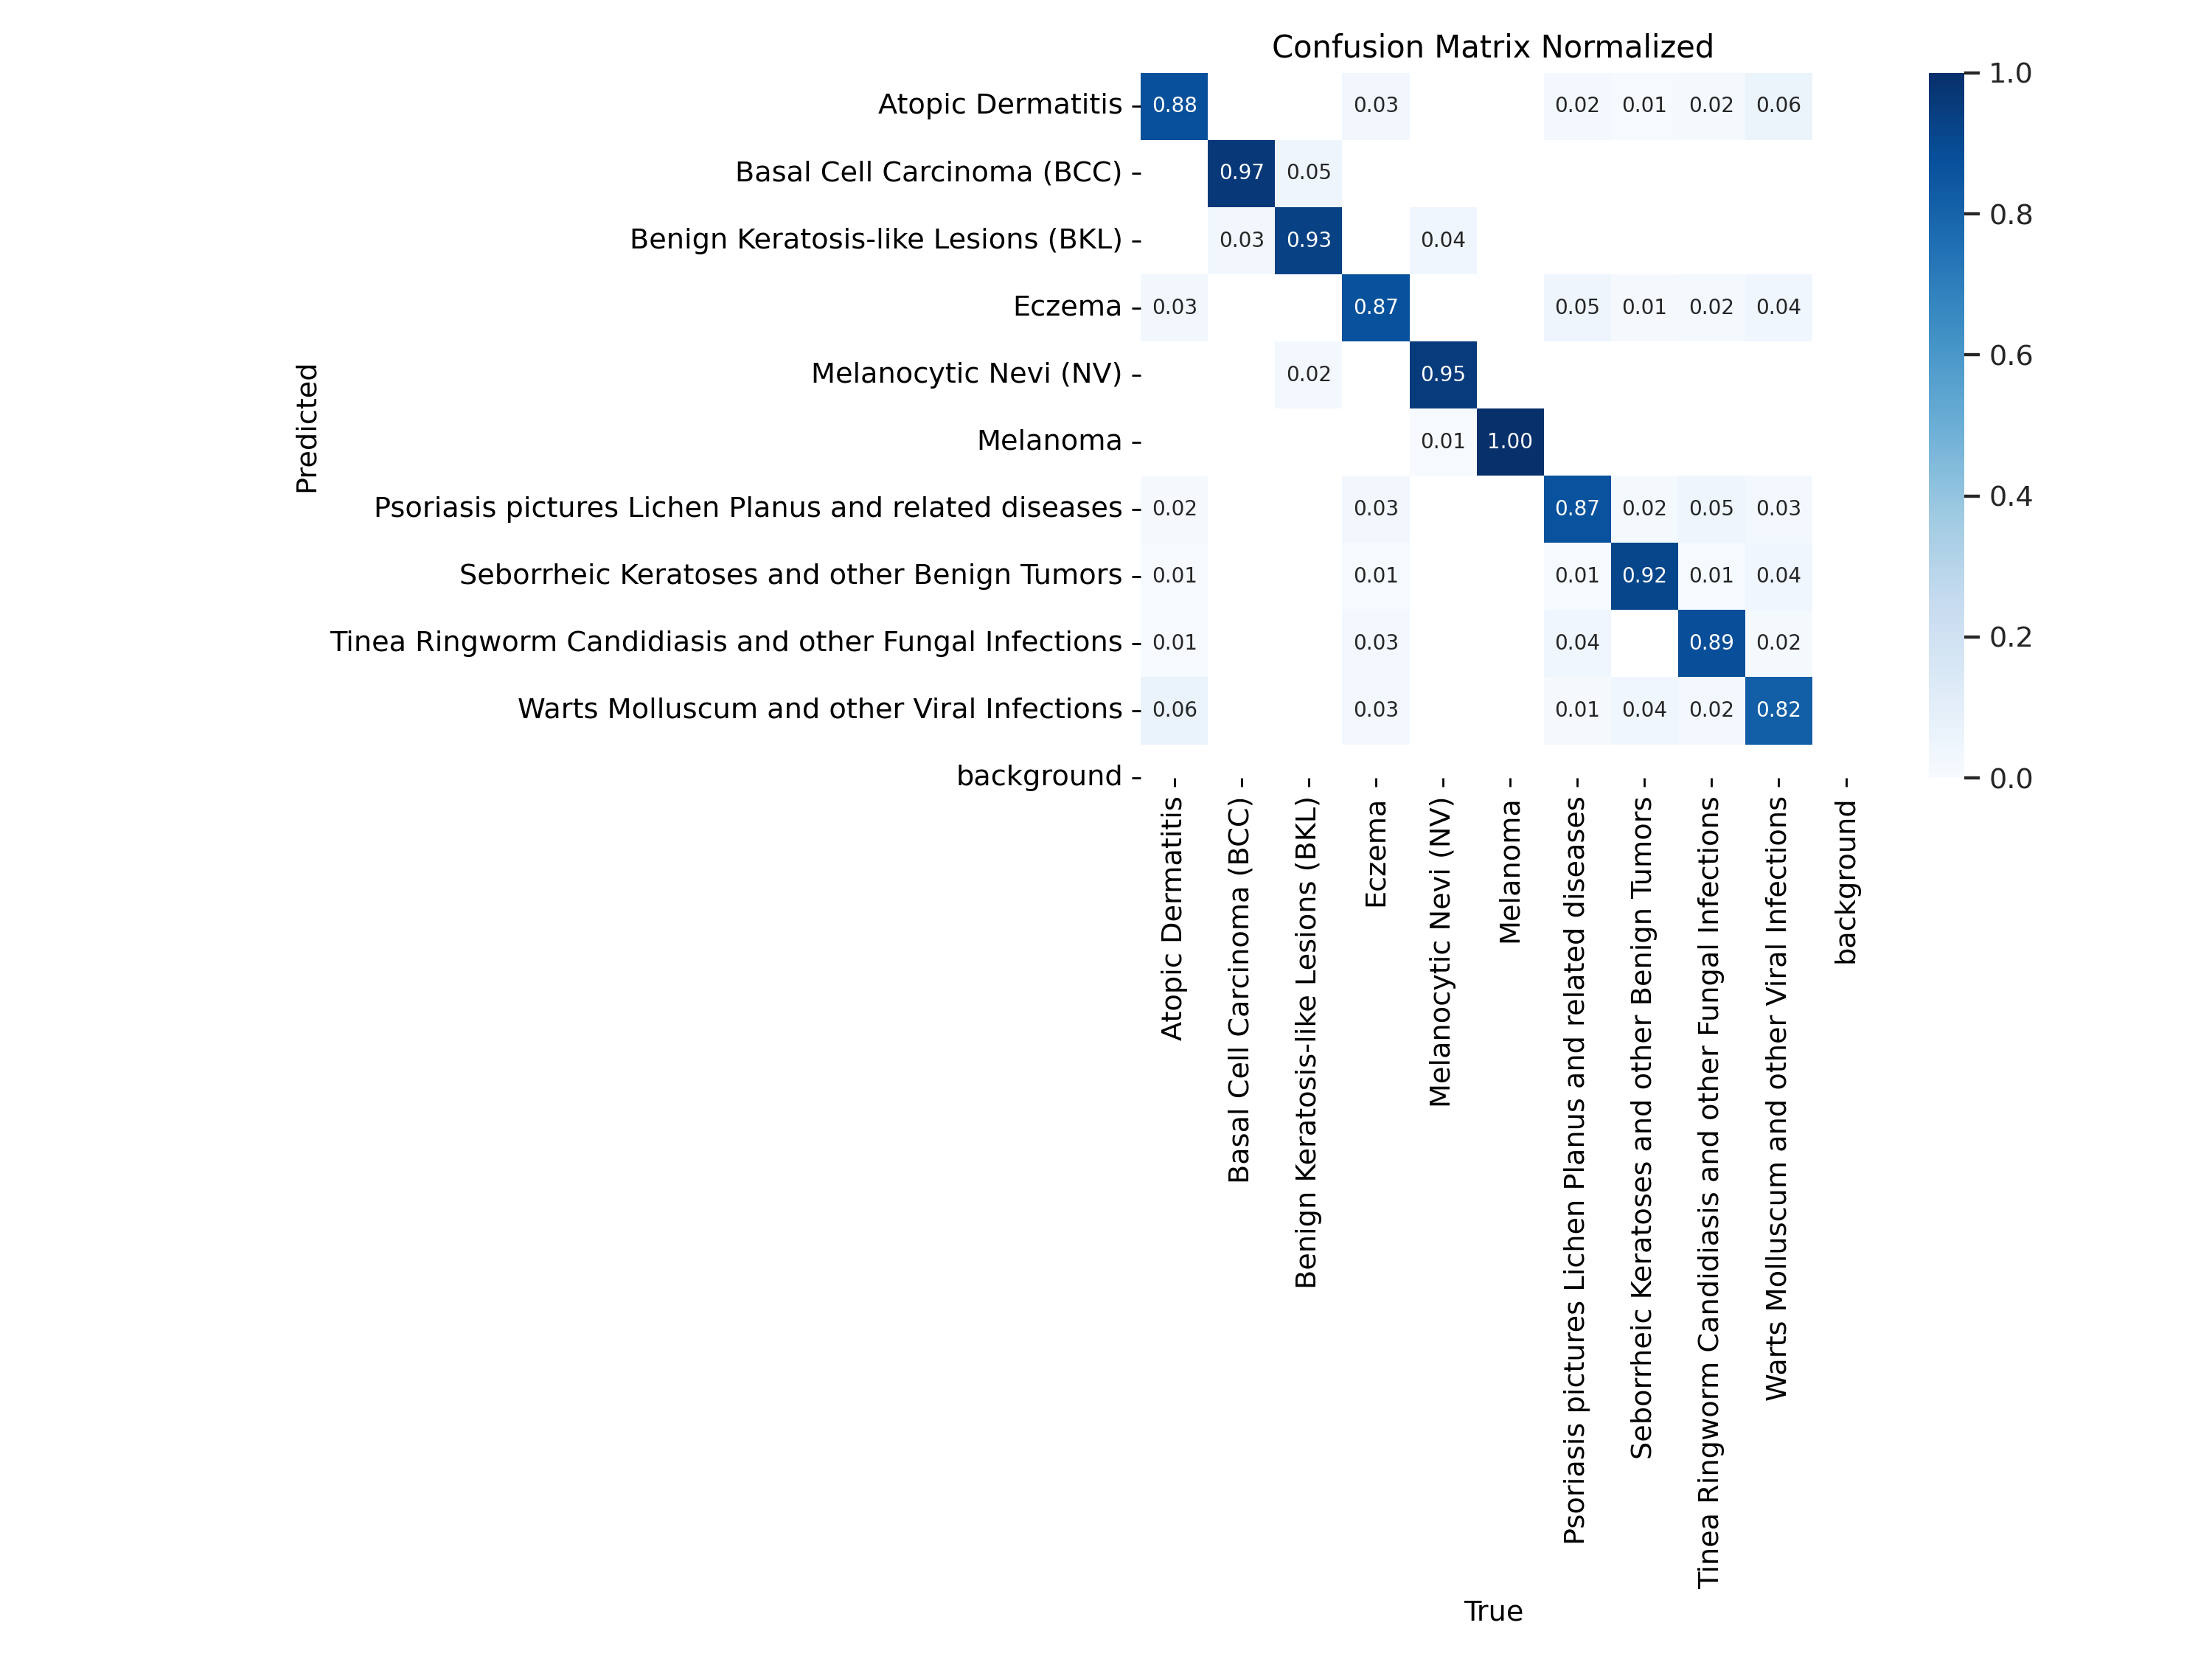 Confusion Matrix Normalized
Atopic Dermatitis 0.88 0.03 0.02 0.01 0.02 0.06
Basal Cell Carcinoma (BCC) 0.97 0.05
Benign Keratosis-like Lesions (BKL) 0.03 0.93 0.04
Eczema 0.03 0.87 0.05 0.01 0.02 0.04
Melanocytic Nevi (NV) 0.02 0.95
Melanoma 0.01 1.00
Psoriasis pictures Lichen Planus and related diseases 0.02 0.03 0.87 0.02 0.05 0.03
Seborrheic Keratoses and other Benign Tumors 0.01 0.01 0.01 0.92 0.01 0.04
Tinea Ringworm Candidiasis and other Fungal Infections 0.01 0.03 0.04 0.89 0.02
Warts Molluscum and other Viral Infections 0.06 0.03 0.01 0.04 0.02 0.82
background
Predicted
Atopic Dermatitis
Basal Cell Carcinoma (BCC)
Benign Keratosis-like Lesions (BKL)
Eczema
Melanocytic Nevi (NV)
Melanoma
Psoriasis pictures Lichen Planus and related diseases
Seborrheic Keratoses and other Benign Tumors
Tinea Ringworm Candidiasis and other Fungal Infections
Warts Molluscum and other Viral Infections
background
True
1.0
0.8
0.6
0.4
0.2
0.0